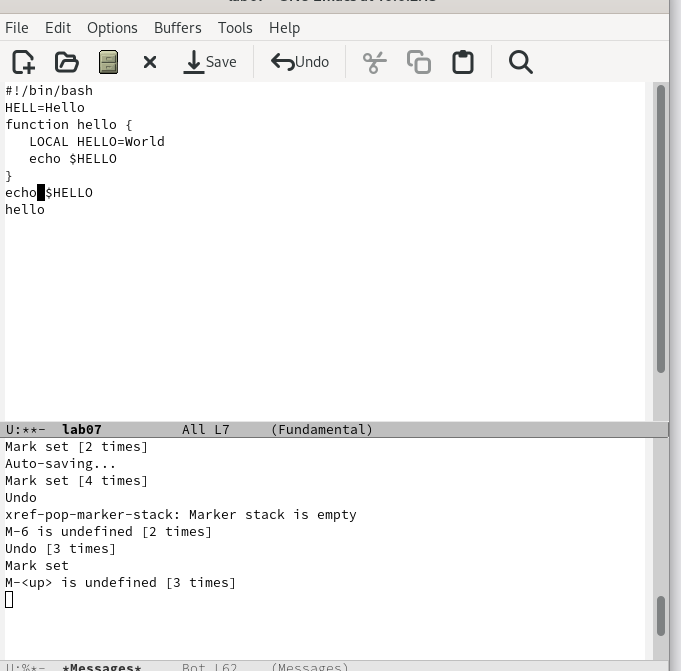 File Edit Options Buffers Tools Help
Save Undo
#!/bin/bash
HELL=Hello
function hello {
   LOCAL HELLO=World
   echo $HELLO
}
echo $HELLO
hello
U:**-  lab07          All L7     (Fundamental)
Mark set [2 times]
Auto-saving...
Mark set [4 times]
Undo
xref-pop-marker-stack: Marker stack is empty
M-6 is undefined [2 times]
Undo [3 times]
Mark set
M-<up> is undefined [3 times]
U:%*-  *Messages*     Bot L62    (Messages)